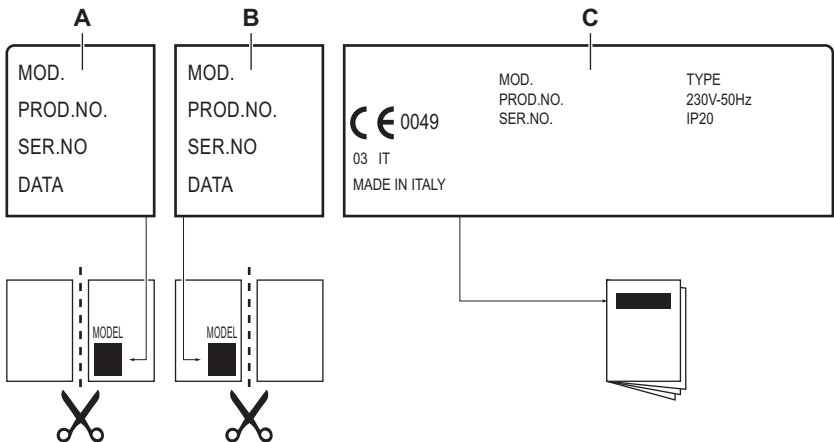 A
B
C
MOD.
PROD.NO.
SER.NO
DATA
MOD.
PROD.NO.
SER.NO
DATA
MOD.
PROD.NO.
SER.NO.
TYPE
230V-50Hz
IP20
CE 0049
03 IT
MADE IN ITALY
MODEL
MODEL